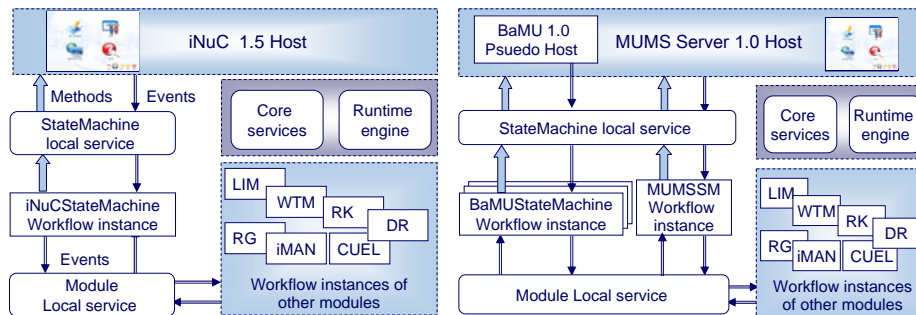 iNuC 1.5 Host
Methods
Events
StateMachine
local service
Core
services
Runtime
engine
iNuCStateMachine
Workflow instance
Events
Module
Local service
LIM
WTM
RK
DR
RG
iMAN
CUEL
Workflow instances of
other modules
BaMU 1.0
Psuedo Host
MUMS Server 1.0 Host
StateMachine local service
Core
services
Runtime
engine
BaMUStateMachine
Workflow instance
MUMSSM
Workflow
instance
Module Local service
LIM
WTM
RK
DR
RG
iMAN
CUEL
Workflow instances
of other modules